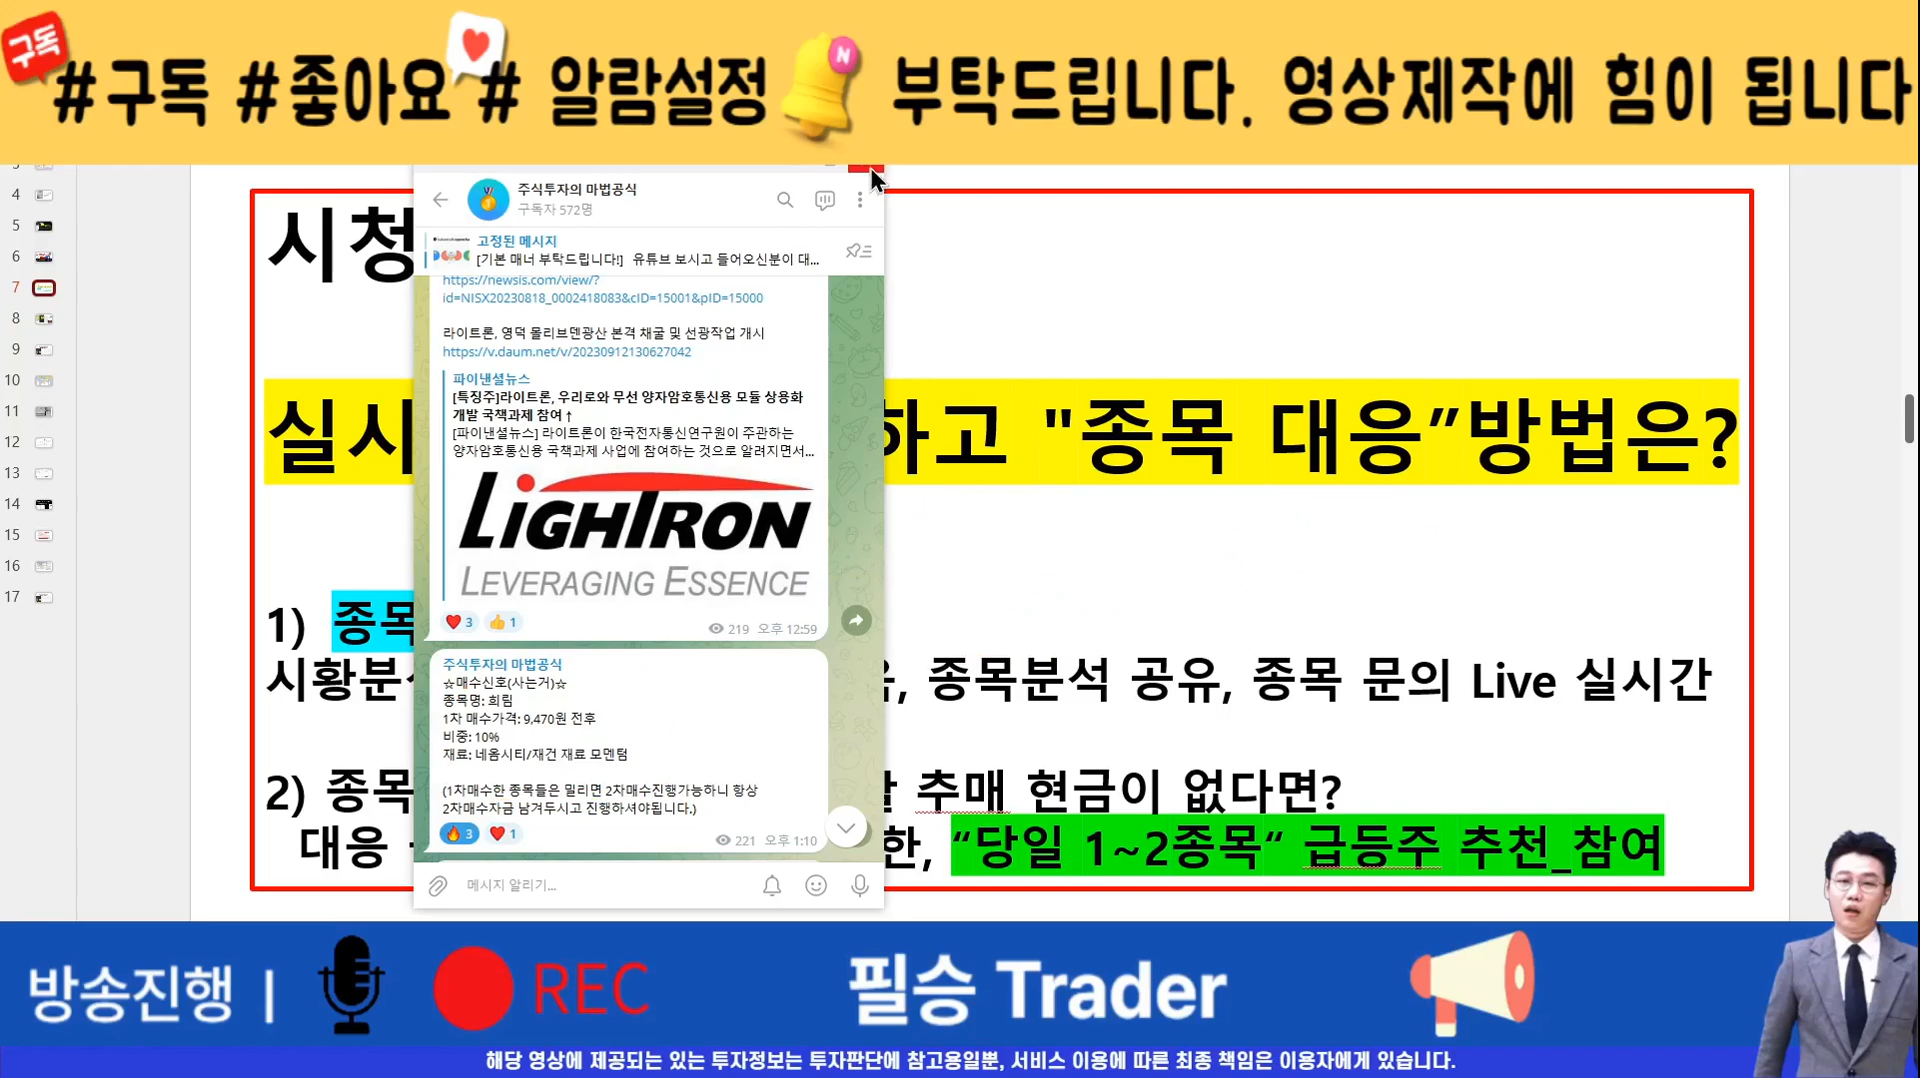 구독
#구독 #좋아요 # 알람설정 N 부탁드립니다. 영상제작에 힘이 됩니다
4
5
6
7
8
9
10
11
12
13
14
15
16
17
시청
실시
하고 "종목 대응”방법은?
1) 종목
시황분
, 종목분석 공유, 종목 문의 Live 실시간
2) 종목
추매 현금이 없다면?
대응
한, “당일 1~2종목“ 급등주 추천_참여
주식투자의 마법공식
구독자 572명
고정된 메시지
[기본 매너 부탁드립니다!] 유튜브 보시고 들어오신분이 대...
https://newsis.com/view/?
id=NISX20230818_0002418083&cID=15001&pID=15000
라이트론, 영덕 몰리브덴광산 본격 채굴 및 선광작업 개시
https://v.daum.net/v/20230912130627042
파이낸셜뉴스
[특징주]라이트론, 우리로와 무선 양자암호통신용 모듈 상용화
개발 국책과제 참여↑
[파이낸셜뉴스] 라이트론이 한국전자통신연구원이 주관하는
양자암호통신용 국책과제 사업에 참여하는 것으로 알려지면서...
LIGHTRON
LEVERAGING ESSENCE
3 1
219 오후 12:59
주식투자의 마법공식
☆매수신호(사는거)☆
종목명: 희림
1차 매수가격: 9,470원 전후
비중: 10%
재료: 네옴시티/재건 재료 모멘텀
(1차매수한 종목들은 밀리면 2차매수진행가능하니 항상
2차매수자금 남겨두시고 진행하셔야됩니다.)
3 1
221 오후 1:10
메시지 알리기...
방송진행 | REC 필승 Trader
해당 영상에 제공되는 있는 투자정보는 투자판단에 참고용일뿐, 서비스 이용에 따른 최종 책임은 이용자에게 있습니다.